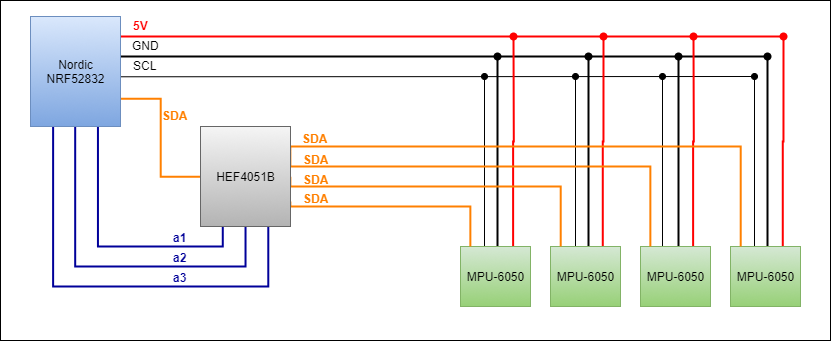 5V
GND
SCL
Nordic
NRF52832
SDA
HEF4051B
SDA
SDA
SDA
SDA
a1
a2
a3
MPU-6050
MPU-6050
MPU-6050
MPU-6050